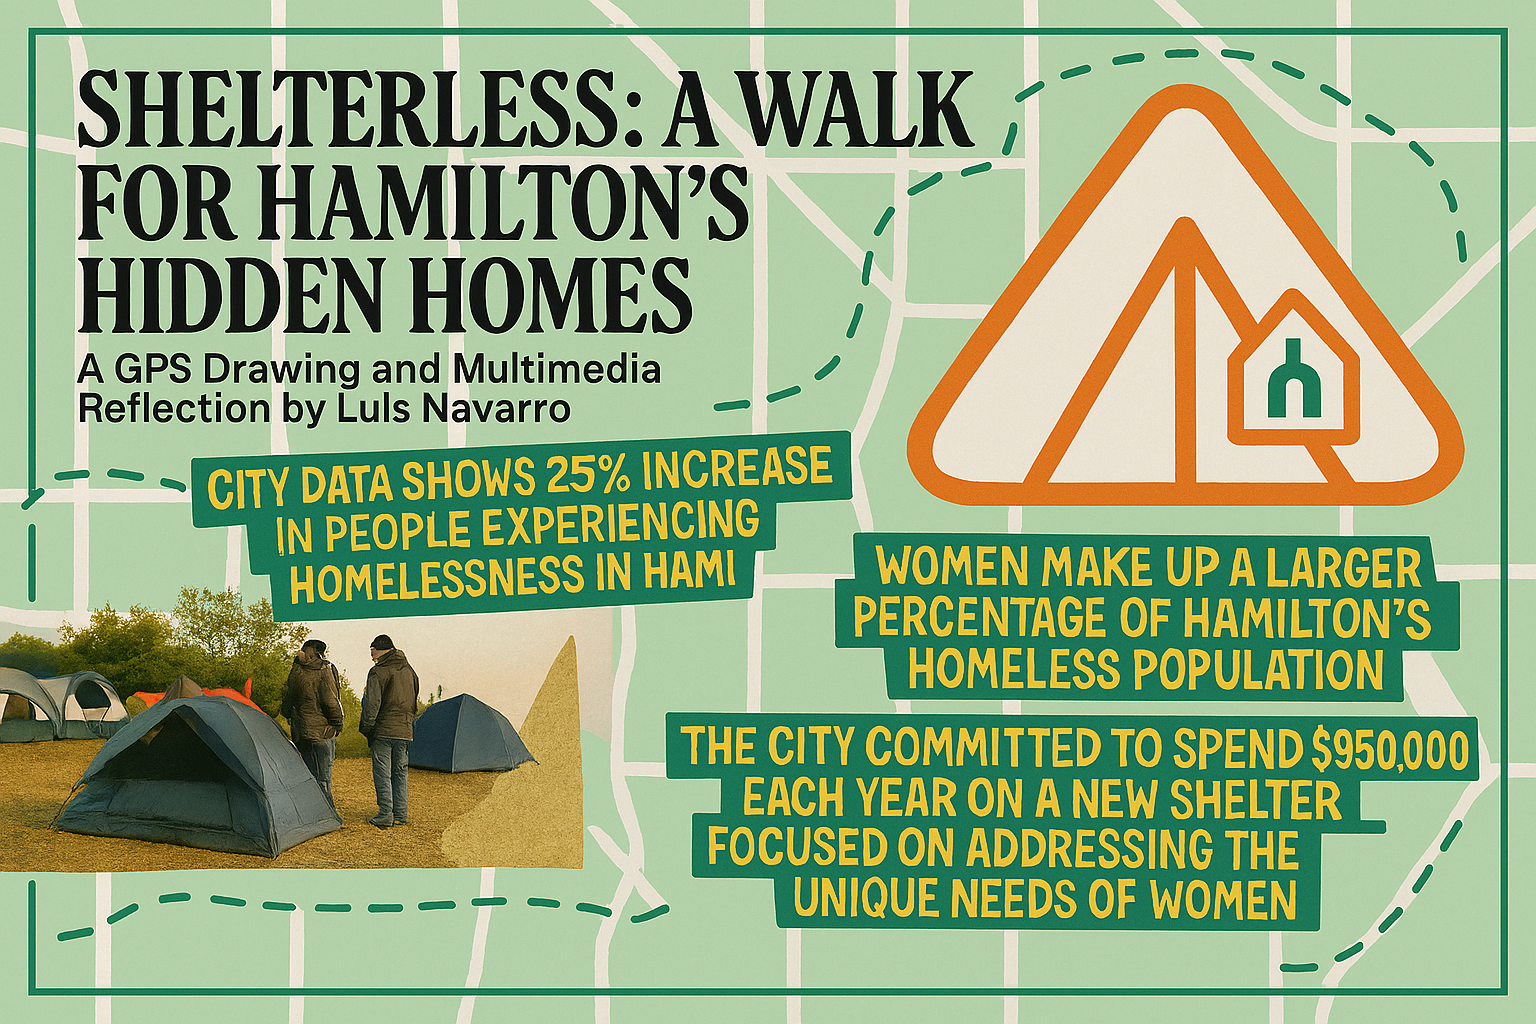 SHELTERLESS: A WALK
FOR HAMILTON'S
HIDDEN HOMES
A GPS Drawing and Multimedia
Reflection by Luls Navarro
CITY DATA SHOWS 25% INCREASE
IN PEOPLE EXPERIENCING
HOMELESSNESS IN HAMI
WOMEN MAKE UP A LARGER
PERCENTAGE OF HAMILTON'S
HOMELESS POPULATION
THE CITY COMMITTED TO SPEND $950,000
EACH YEAR ON A NEW SHELTER
FOCUSED ON ADDRESSING THE
UNIQUE NEEDS OF WOMEN